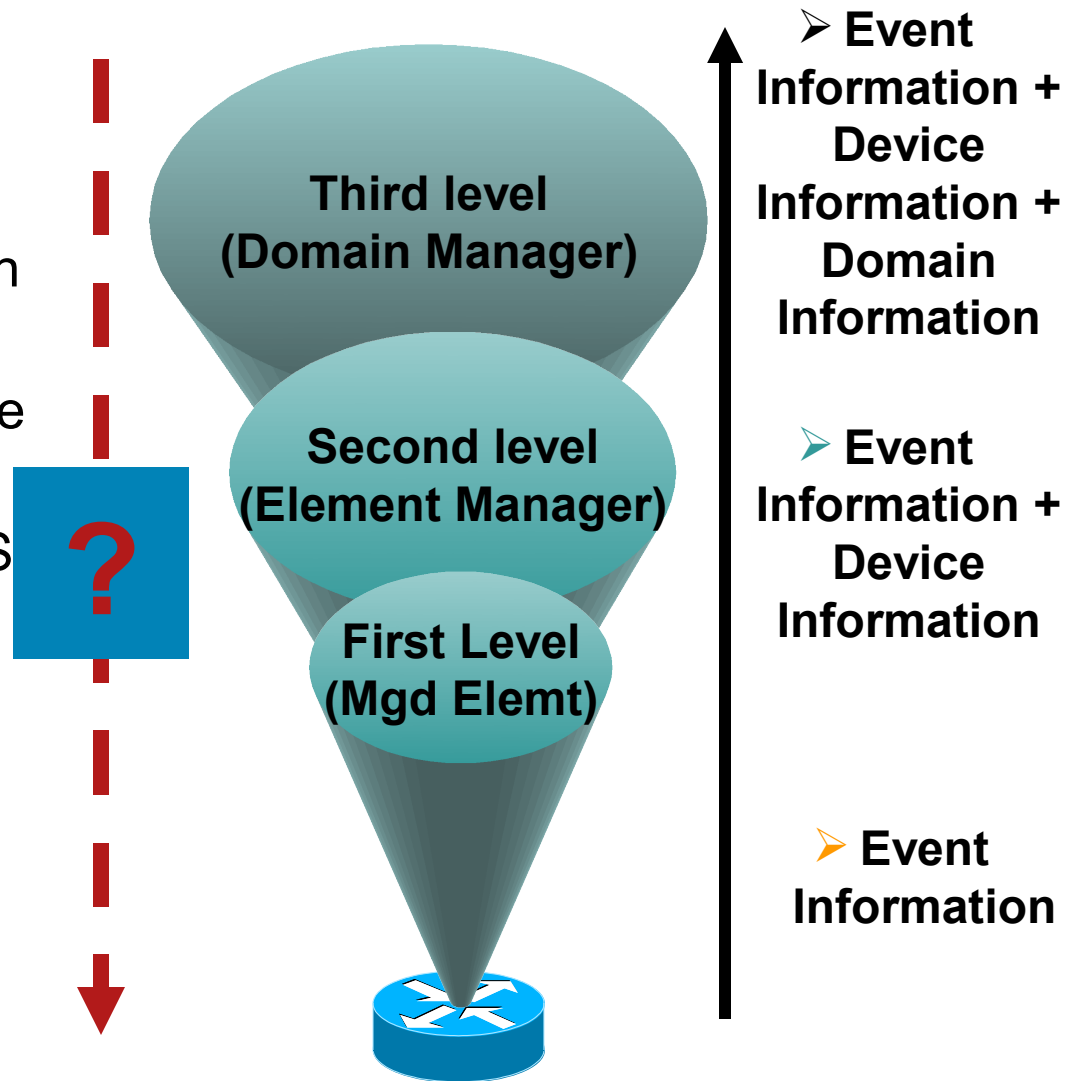 ➢ Event
Information +
Device
Information +
Domain
Information
Third level
(Domain Manager)
n
e
s
?
Second level
(Element Manager)
➢ Event
Information +
Device
Information
First Level
(Mgd Elemt)
➢ Event
Information